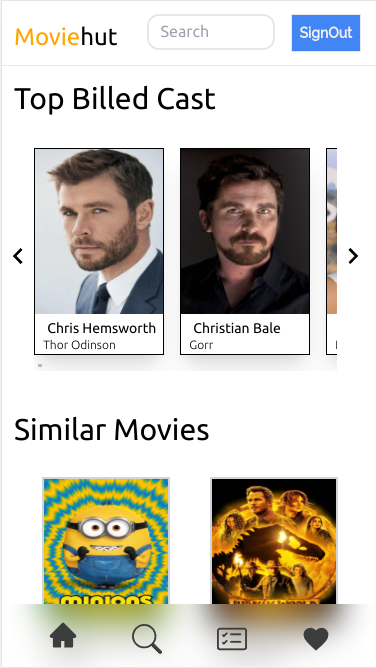 Moviehut
Search
SignOut
Top Billed Cast
Chris Hemsworth
Thor Odinson
Christian Bale
Gorr
Similar Movies
MINIONS